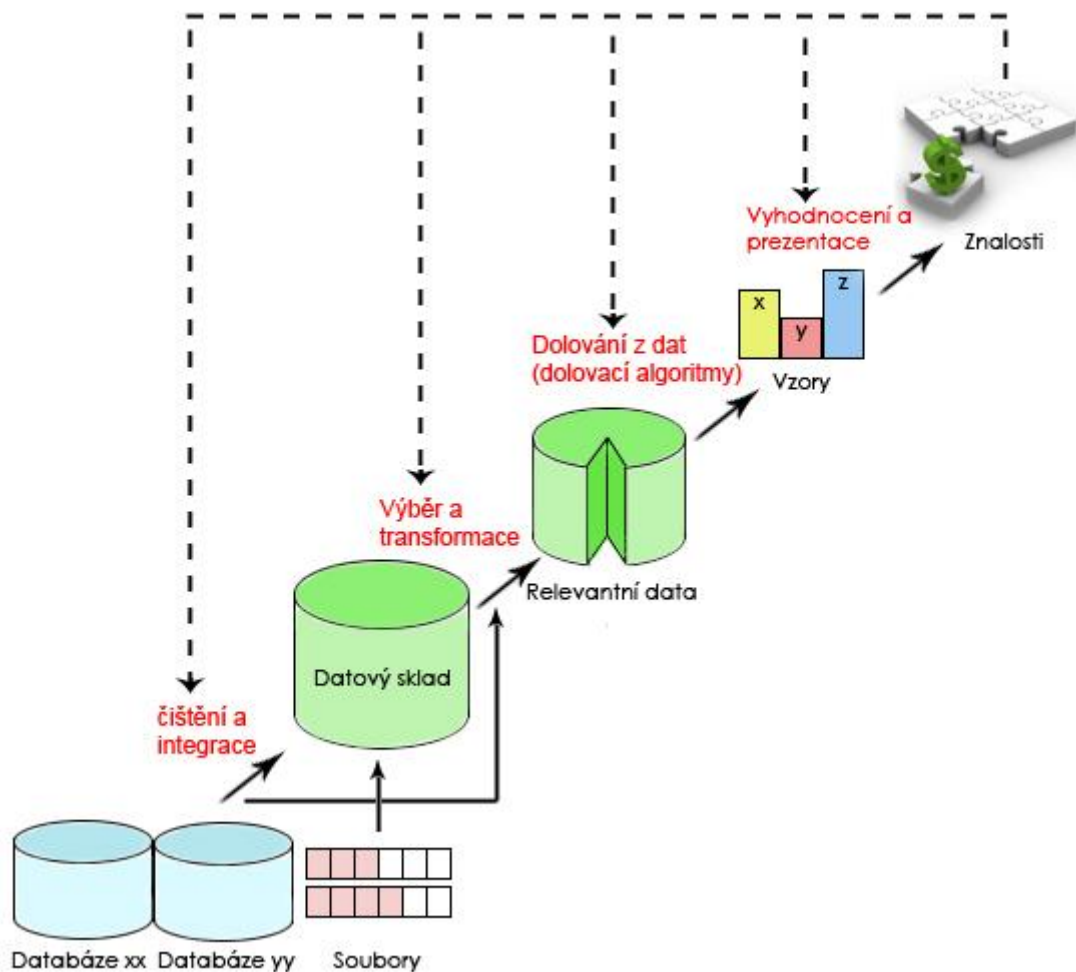 Vyhodnocení a
prezentace
Znalosti
x
y
z
Vzory
Dolování z dat
(dolovací algoritmy)
Relevantní data
Výběr a
transformace
Datový sklad
čištění a
integrace
Databáze xx
Databáze yy
Soubory